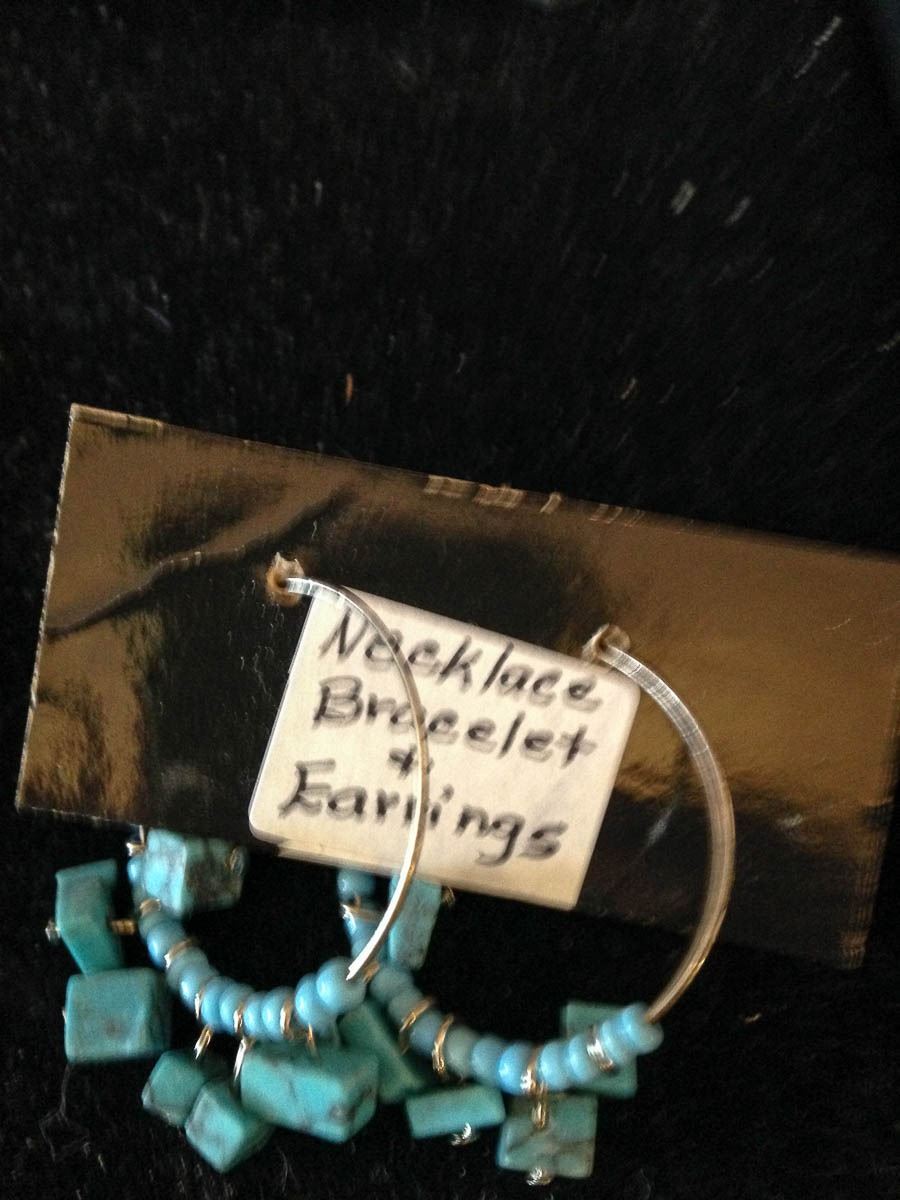 Necklace
Bracelet
+
Earrings